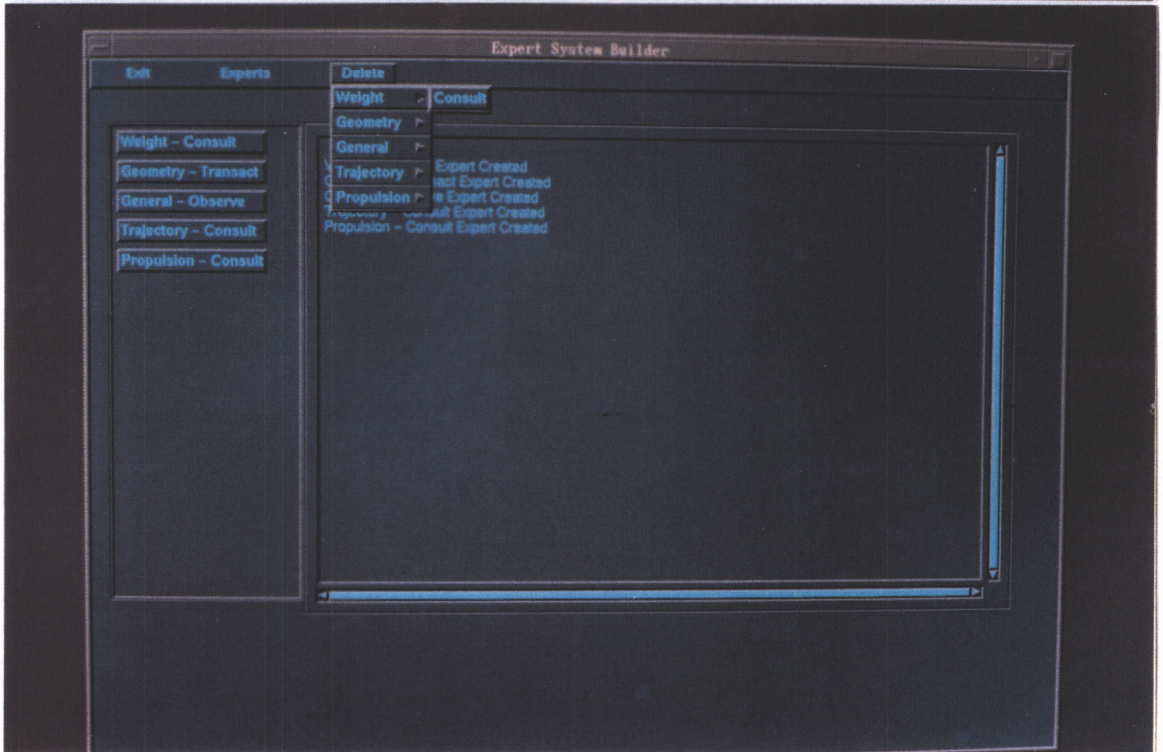 Expert System Builder
Exit Experts Delete
Weight Consult
Geometry
General
Trajectory
Propulsion
Weight – Consult
Geometry – Transact
General – Observe
Trajectory – Consult
Propulsion – Consult
Expert Created
Expert Created
Expert Created
Trajectory – Consult Expert Created
Propulsion – Consult Expert Created